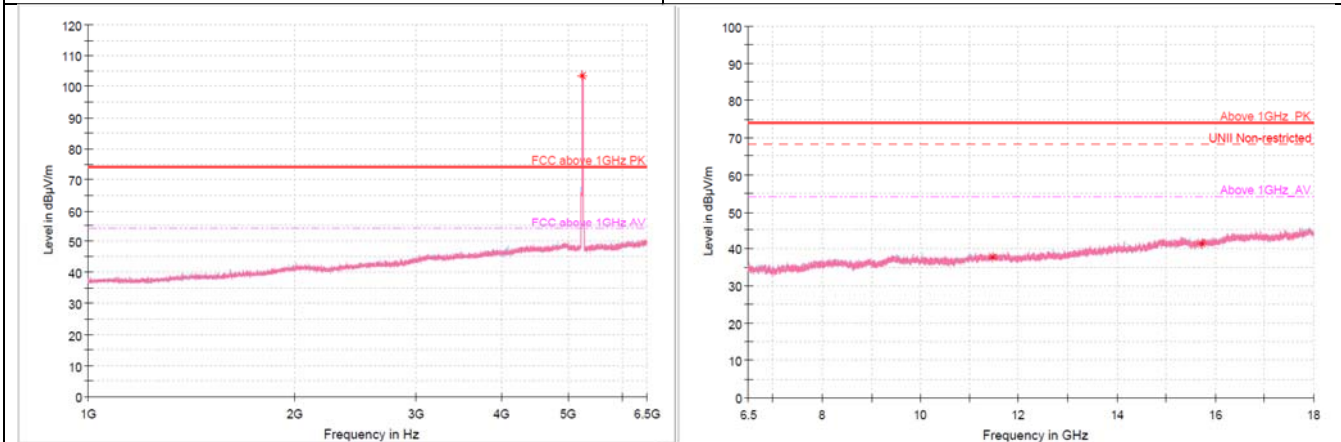 120
110
100
90
80
70
60
50
40
30
20
10
0
Level in dBµV/m
FCC above 1GHz PK
FCC above 1GHz AV
1G
2G
3G
4G
5G
6.5G
Frequency in Hz
100
90
80
70
60
50
40
30
20
10
0
Level in dBµV/m
Above 1GHz_PK
UNII Non-restricted
Above 1GHz_AV
6.5
8
10
12
14
16
18
Frequency in GHz